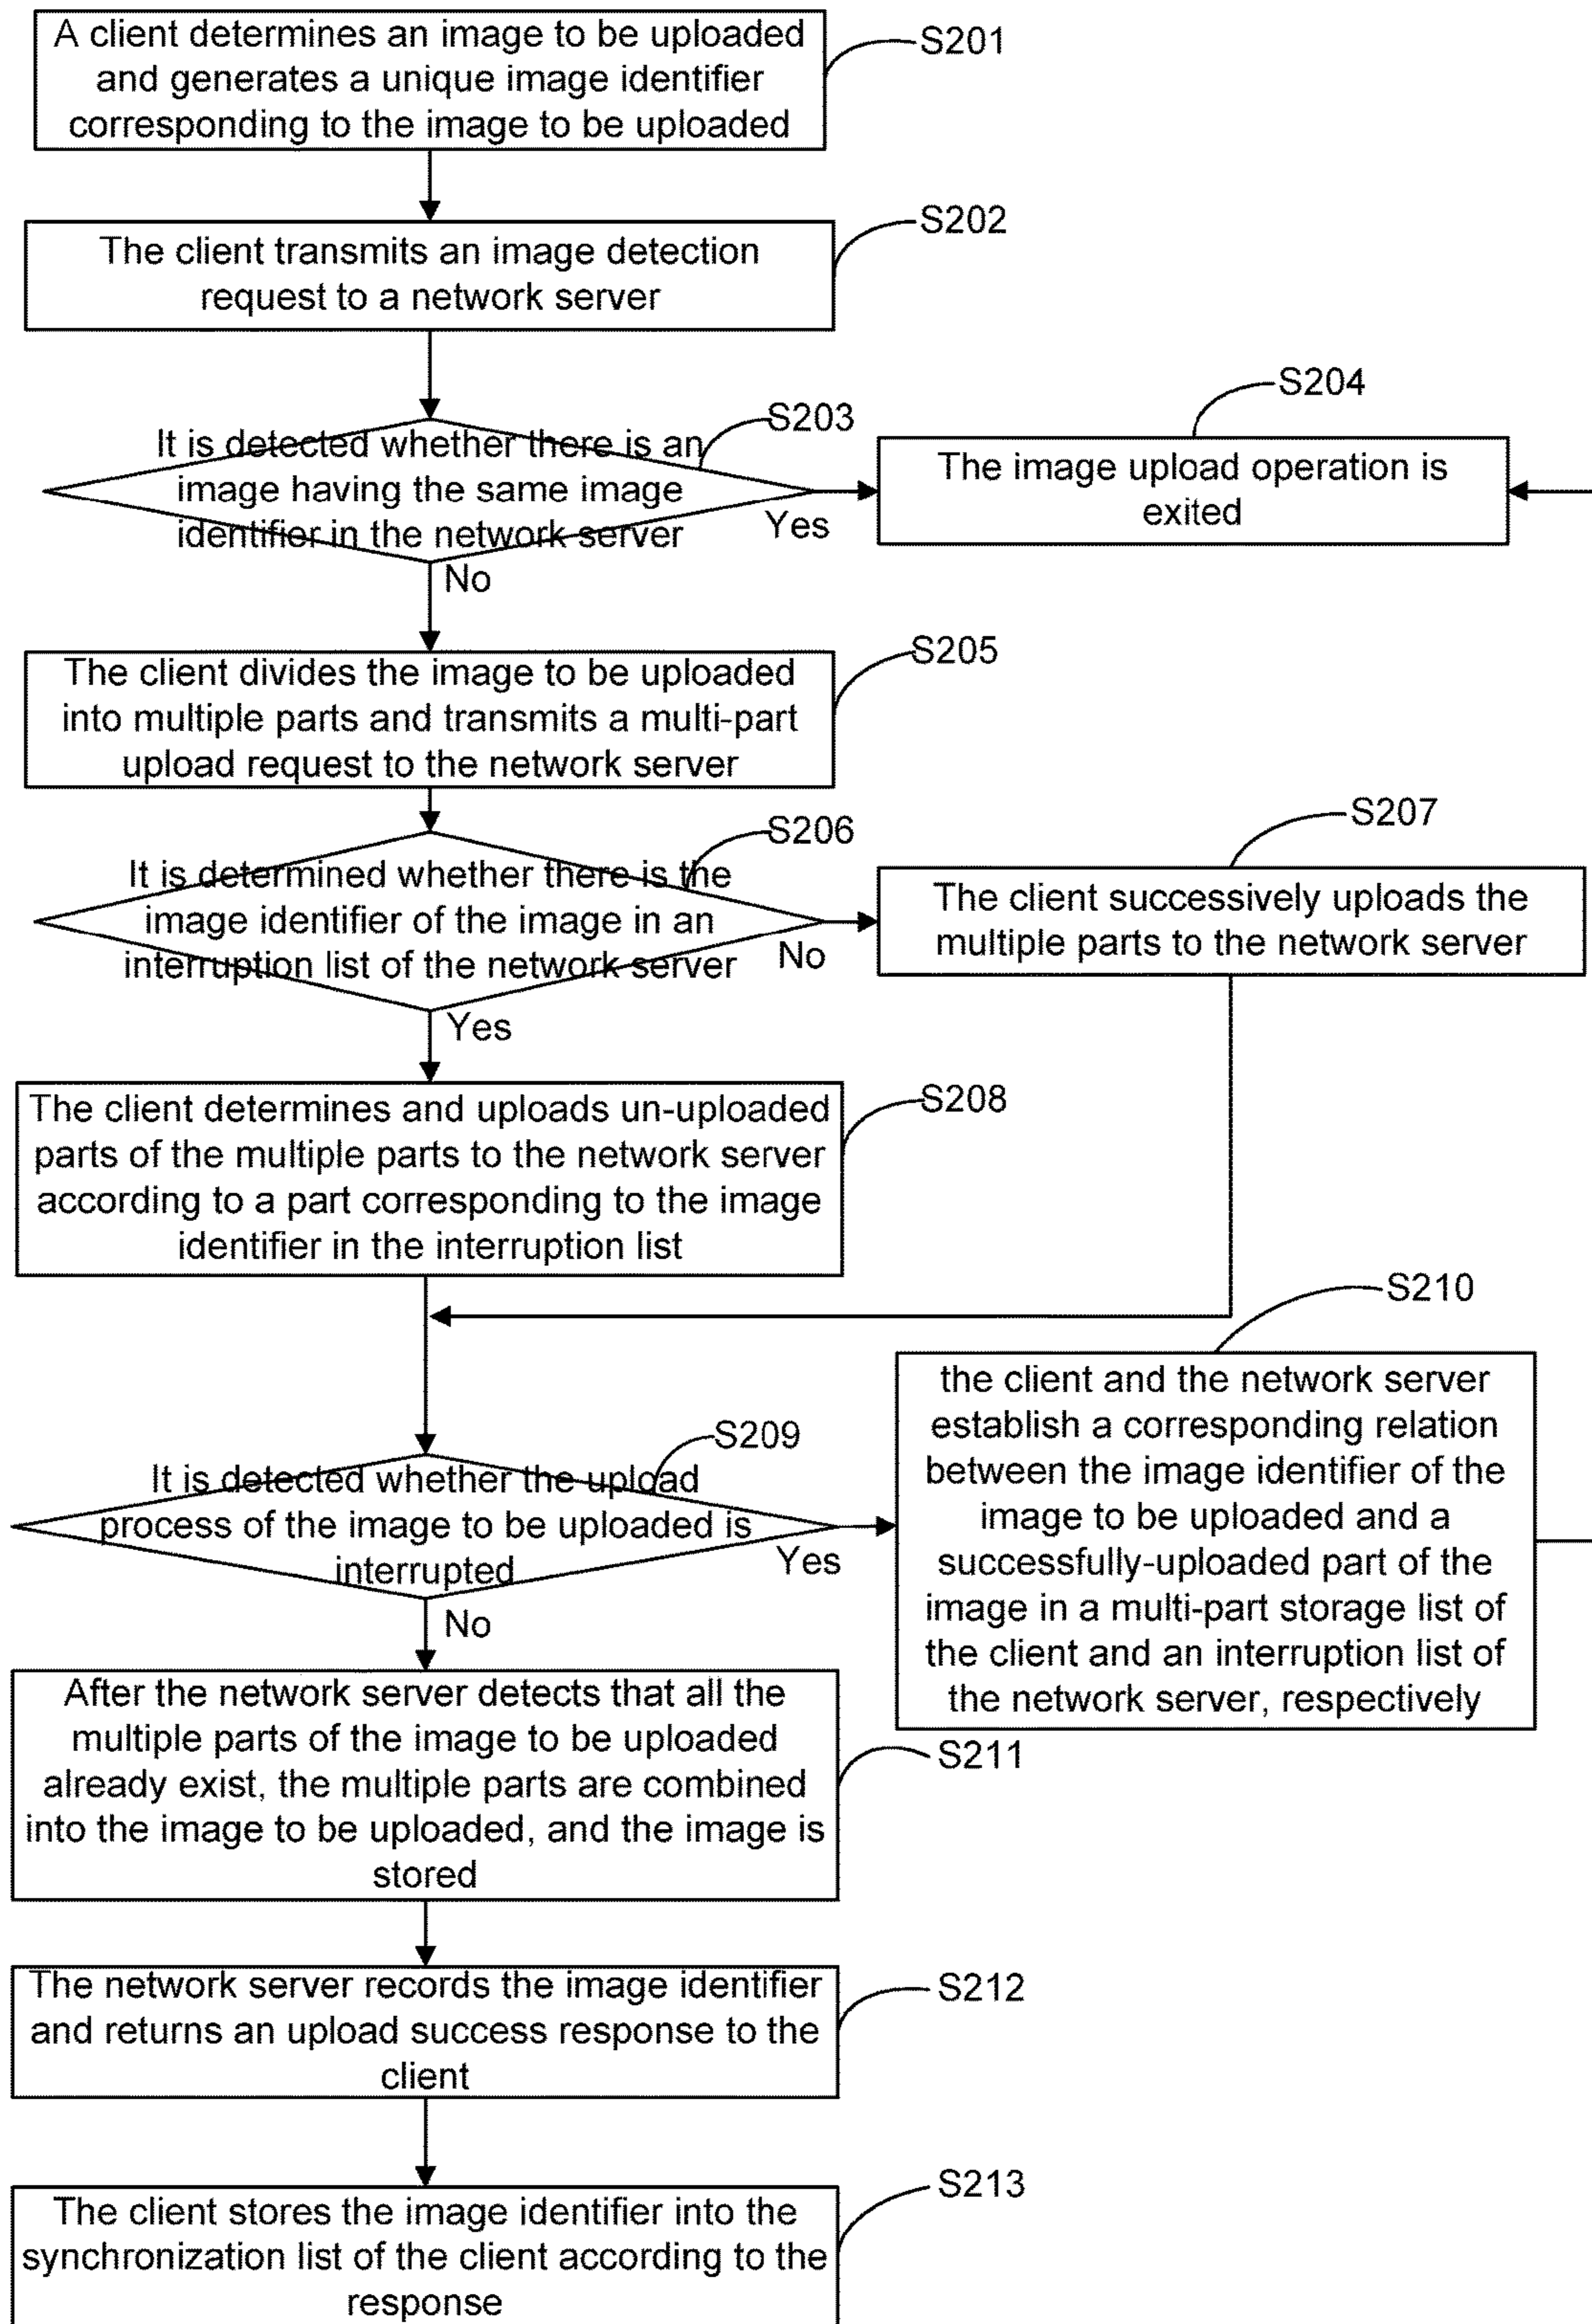 A client determines an image to be uploaded
and generates a unique image identifier
corresponding to the image to be uploaded
S201
The client transmits an image detection
request to a network server
S202
It is detected whether there is an
image having the same image
identifier in the network server
S203
Yes
No
The image upload operation is
exited
S204
The client divides the image to be uploaded
into multiple parts and transmits a multi-part
upload request to the network server
S205
It is determined whether there is the
image identifier of the image in an
interruption list of the network server
S206
No
Yes
The client successively uploads the
multiple parts to the network server
S207
The client determines and uploads un-uploaded
parts of the multiple parts to the network server
according to a part corresponding to the image
identifier in the interruption list
S208
It is detected whether the upload
process of the image to be uploaded is
interrupted
S209
Yes
No
the client and the network server
establish a corresponding relation
between the image identifier of the
image to be uploaded and a
successfully-uploaded part of the
image in a multi-part storage list of
the client and an interruption list of
the network server, respectively
S210
After the network server detects that all the
multiple parts of the image to be uploaded
already exist, the multiple parts are combined
into the image to be uploaded, and the image is
stored
S211
The network server records the image identifier
and returns an upload success response to the
client
S212
The client stores the image identifier into the
synchronization list of the client according to the
response
S213